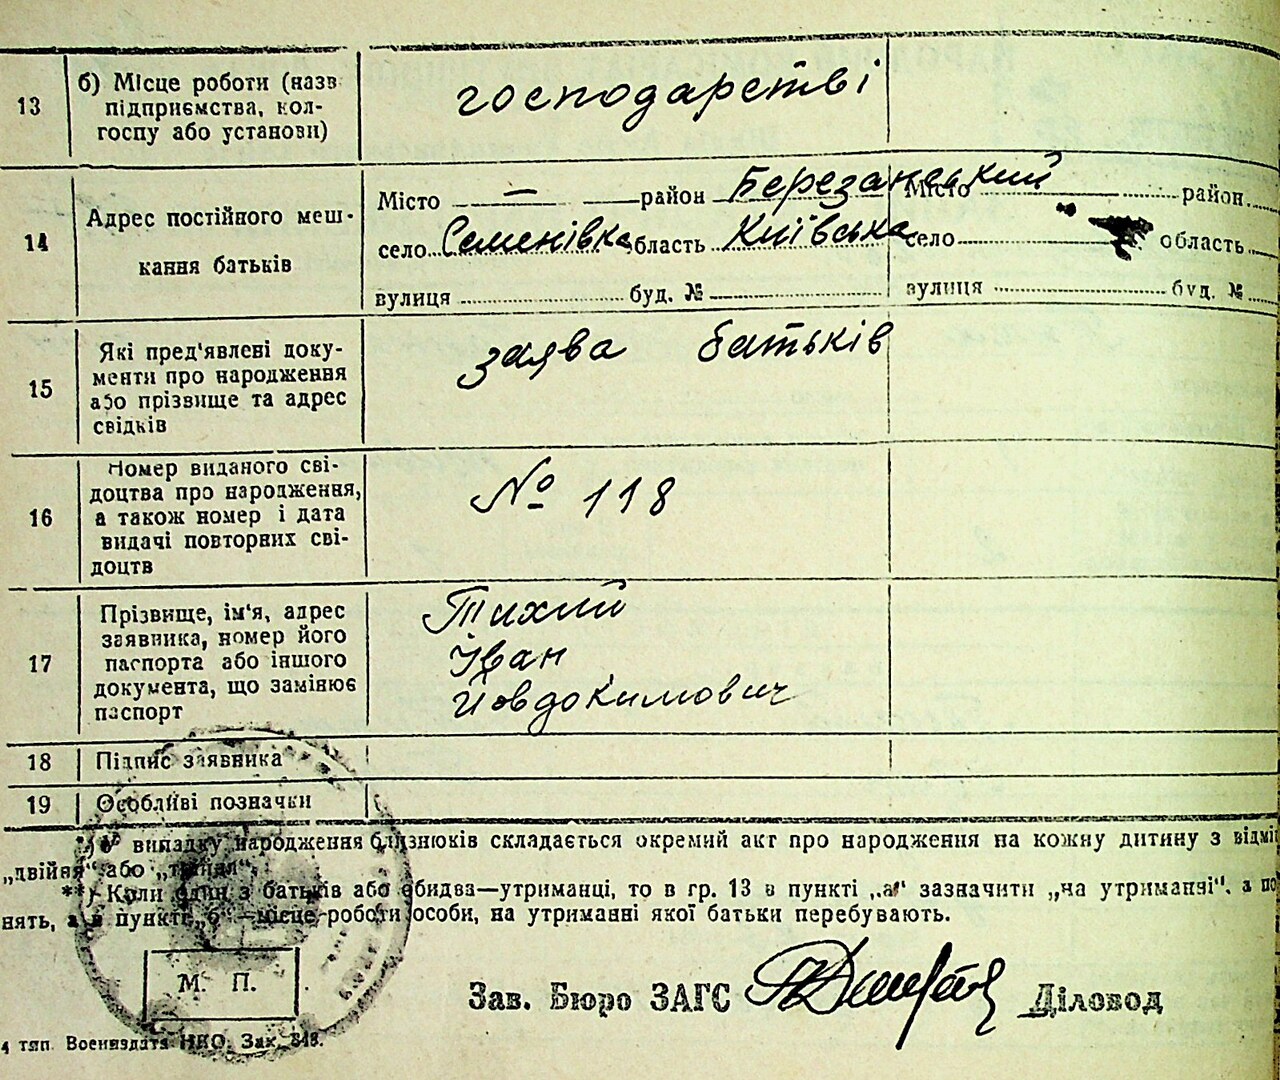 13
б) Місце роботи (назв
підприємства, кол-
госпу або установи)
господарстві
14
Адрес постійного меш-
кання батьків
Місто — район Березанський Місто район
село Семенівка область Київська село область
вулиця буд. № вулиця буд. №
15
Які пред'явлені доку-
менти про народження
або прізвище та адрес
свідків
заява батьків
16
Номер виданого сві-
доцтва про народження,
а також номер і дата
видачі повторних сві-
доцтв
№ 118
17
Прізвище, ім'я, адрес
заявника, номер його
паспорта або іншого
документа, що замінює
паспорт
Тихий
Іван
Йовдокимович
18
Підпис заявника
19
Особливі позначки
*) В випадку народження близнюків складається окремий акт про народження на кожну дитину з відмі
„двійня“ або „трійня“.
**) Коли один з батьків або обидва—утриманці, то в гр. 13 в пункті „а“ зазначити „на утриманні“, а по
нять, а в пункті „б“—місце роботи особи, на утриманні якої батьки перебувають.
М. П.
Зав. Бюро ЗАГС Діловод
4 тип. Воениздата НКО. Зак. 848.